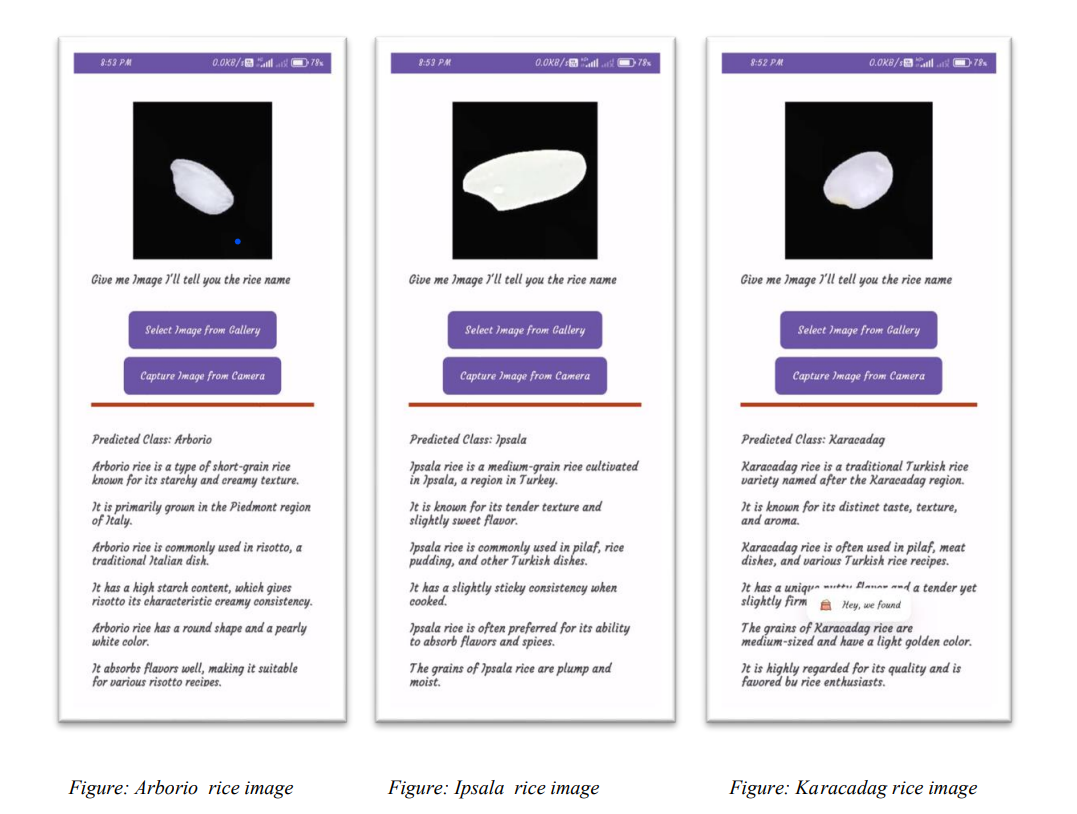 8:53 PM 0.0KB/s 78%
Give me Image I'll tell you the rice name
Select Image from Gallery
Capture Image from Camera
Predicted Class: Arborio
Arborio rice is a type of short-grain rice
known for its starchy and creamy texture.
It is primarily grown in the Piedmont region
of Italy.
Arborio rice is commonly used in risotto, a
traditional Italian dish.
It has a high starch content, which gives
risotto its characteristic creamy consistency.
Arborio rice has a round shape and a pearly
white color.
It absorbs flavors well, making it suitable
for various risotto recipes.
Figure: Arborio rice image
8:53 PM 0.0KB/s 78%
Give me Image I'll tell you the rice name
Select Image from Gallery
Capture Image from Camera
Predicted Class: Ipsala
Ipsala rice is a medium-grain rice cultivated
in Ipsala, a region in Turkey.
It is known for its tender texture and
slightly sweet flavor.
Ipsala rice is commonly used in pilaf, rice
pudding, and other Turkish dishes.
It has a slightly sticky consistency when
cooked.
Ipsala rice is often preferred for its ability
to absorb flavors and spices.
The grains of Ipsala rice are plump and
moist.
Figure: Ipsala rice image
8:52 PM 0.0KB/s 78%
Give me Image I'll tell you the rice name
Select Image from Gallery
Capture Image from Camera
Predicted Class: Karacadag
Karacadag rice is a traditional Turkish rice
variety named after the Karacadag region.
It is known for its distinct taste, texture,
and aroma.
Karacadag rice is often used in pilaf, meat
dishes, and various Turkish rice recipes.
It has a unique nutty flavor and a tender yet
slightly firm
Hey, we found
The grains of Karacadag rice are
medium-sized and have a light golden color.
It is highly regarded for its quality and is
favored by rice enthusiasts.
Figure: Karacadag rice image